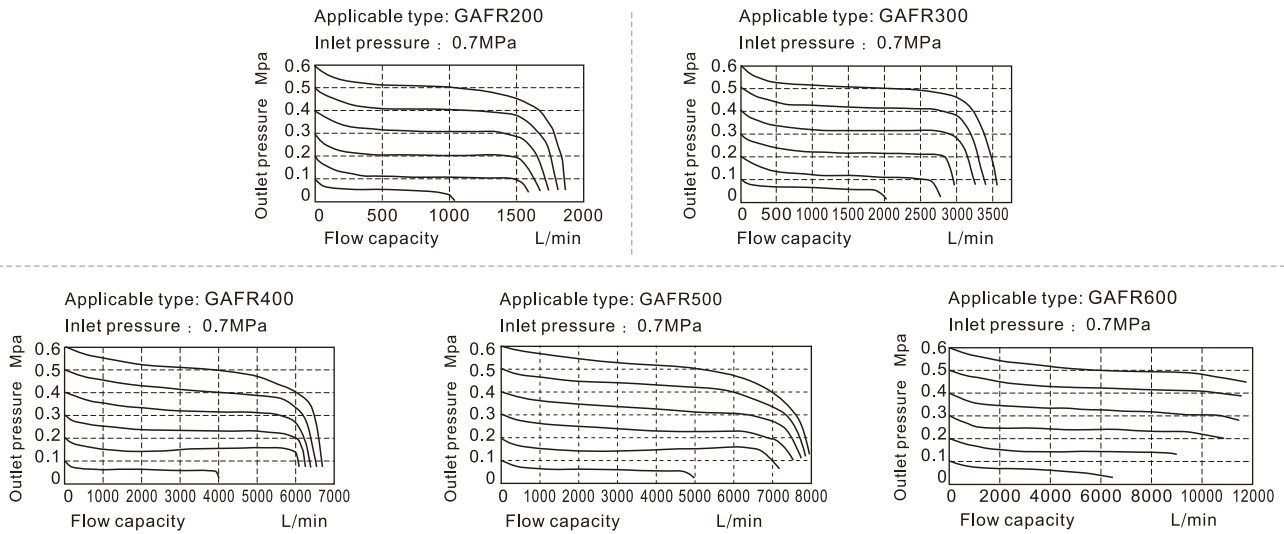 Applicable type: GAFR200
Inlet pressure : 0.7MPa
Outlet pressure Mpa
0.6
0.5
0.4
0.3
0.2
0.1
0
0 500 1000 1500 2000
Flow capacity L/min
Applicable type: GAFR300
Inlet pressure : 0.7MPa
Outlet pressure Mpa
0.6
0.5
0.4
0.3
0.2
0.1
0
0 500 1000 1500 2000 2500 3000 3500
Flow capacity L/min
Applicable type: GAFR400
Inlet pressure : 0.7MPa
Outlet pressure Mpa
0.6
0.5
0.4
0.3
0.2
0.1
0
0 1000 2000 3000 4000 5000 6000 7000
Flow capacity L/min
Applicable type: GAFR500
Inlet pressure : 0.7MPa
Outlet pressure Mpa
0.6
0.5
0.4
0.3
0.2
0.1
0
0 1000 2000 3000 4000 5000 6000 7000 8000
Flow capacity L/min
Applicable type: GAFR600
Inlet pressure : 0.7MPa
Outlet pressure Mpa
0.6
0.5
0.4
0.3
0.2
0.1
0
0 2000 4000 6000 8000 10000 12000
Flow capacity L/min